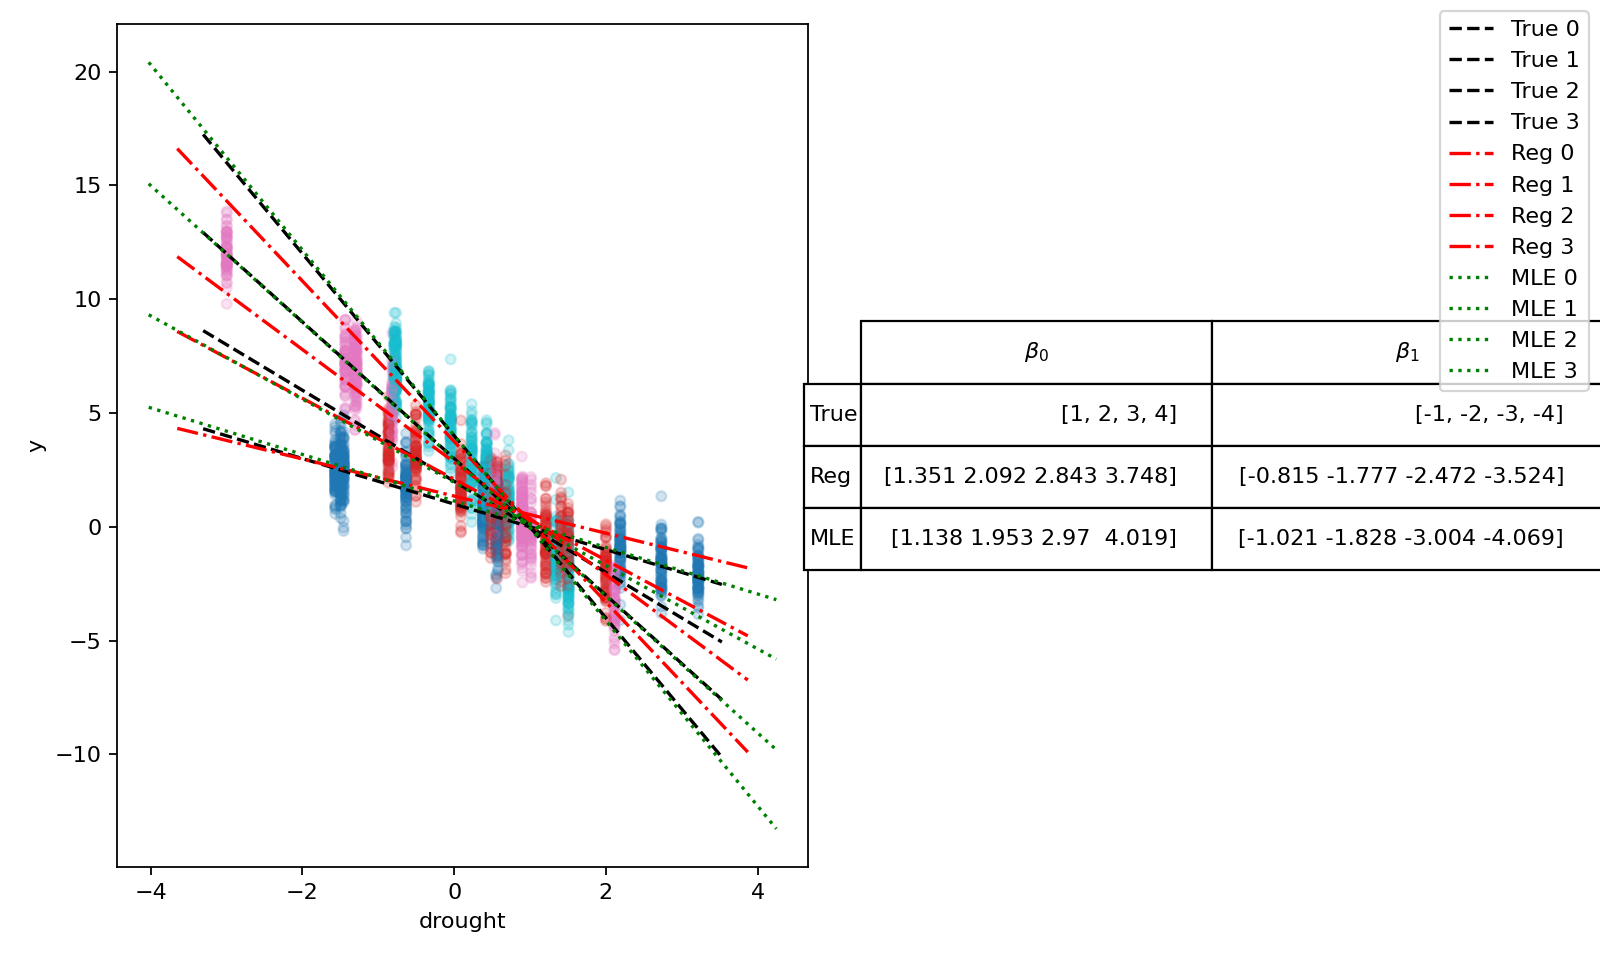 True 0
True 1
True 2
True 3
Reg 0
Reg 1
Reg 2
Reg 3
MLE 0
MLE 1
MLE 2
MLE 3
20
15
10
5
0
−5
−10
−4 −2 0 2 4
drought
y
β0 β1
True [1, 2, 3, 4] [-1, -2, -3, -4]
Reg [1.351 2.092 2.843 3.748] [-0.815 -1.777 -2.472 -3.524]
MLE [1.138 1.953 2.97  4.019] [-1.021 -1.828 -3.004 -4.069]